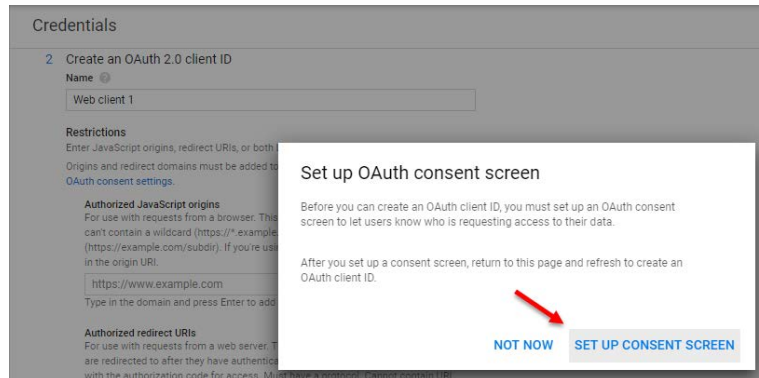 Credentials
2 Create an OAuth 2.0 client ID
Name
Web client 1
Restrictions
Enter JavaScript origins, redirect URIs, or both
Origins and redirect domains must be added to
OAuth consent settings.
Authorized JavaScript origins
For use with requests from a browser. This
can't contain a wildcard (https://*.example.
(https://example.com/subdir). If you're usi
in the origin URI.
https://www.example.com
Type in the domain and press Enter to add
Authorized redirect URIs
For use with requests from a web server. T
are redirected to after they have authentica
with the authorization code for access. Must have a protocol. Cannot contain URL
Set up OAuth consent screen
Before you can create an OAuth client ID, you must set up an OAuth consent
screen to let users know who is requesting access to their data.
After you set up a consent screen, return to this page and refresh to create an
OAuth client ID.
NOT NOW SET UP CONSENT SCREEN